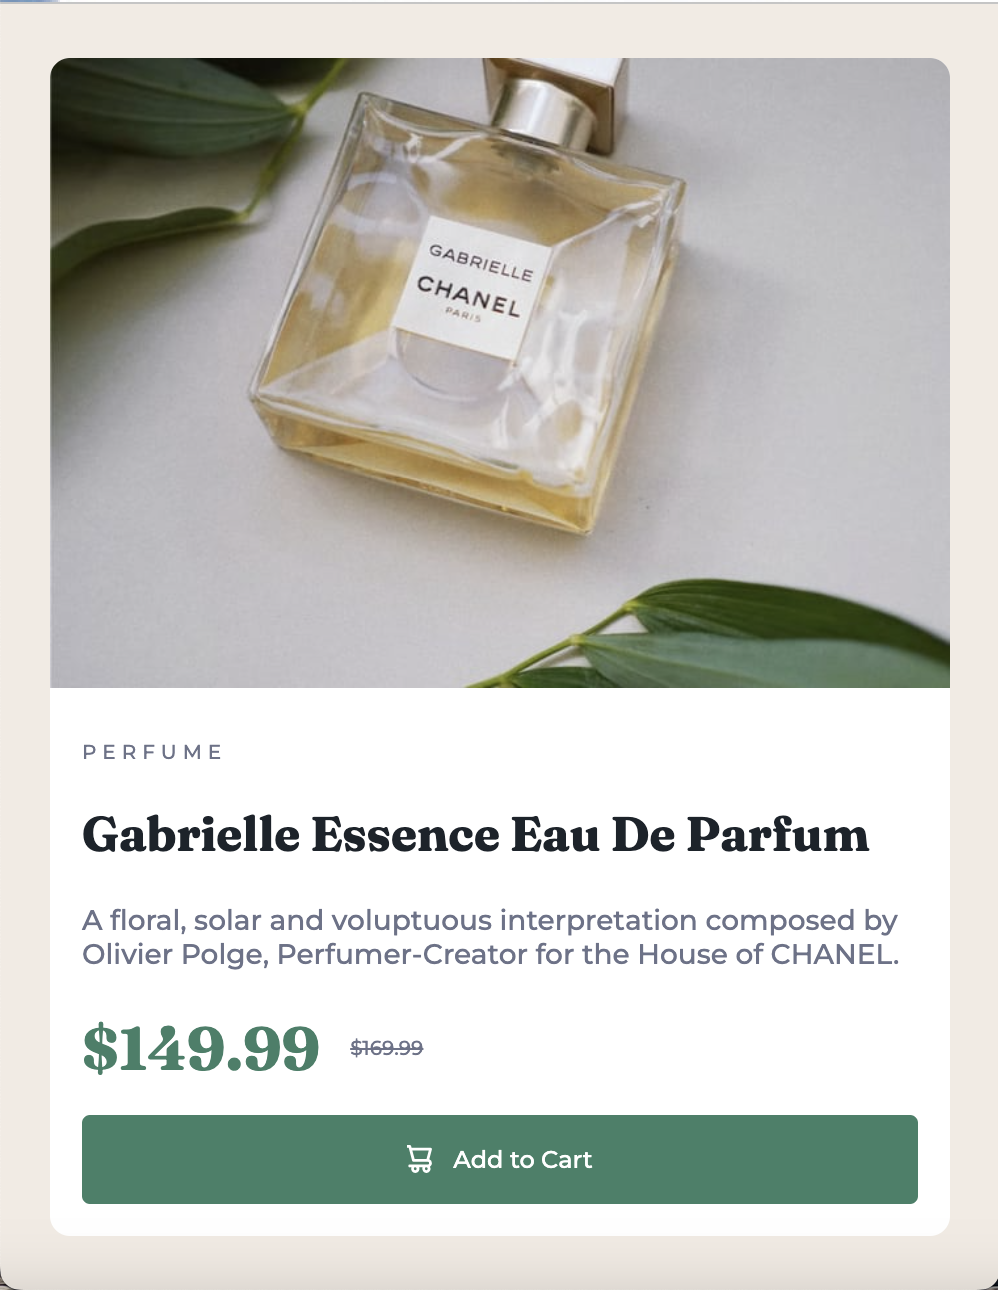 GABRIELLE
CHANEL
PARIS
PERFUME
Gabrielle Essence Eau De Parfum
A floral, solar and voluptuous interpretation composed by
Olivier Polge, Perfumer-Creator for the House of CHANEL.
$149.99 $169.99
Add to Cart